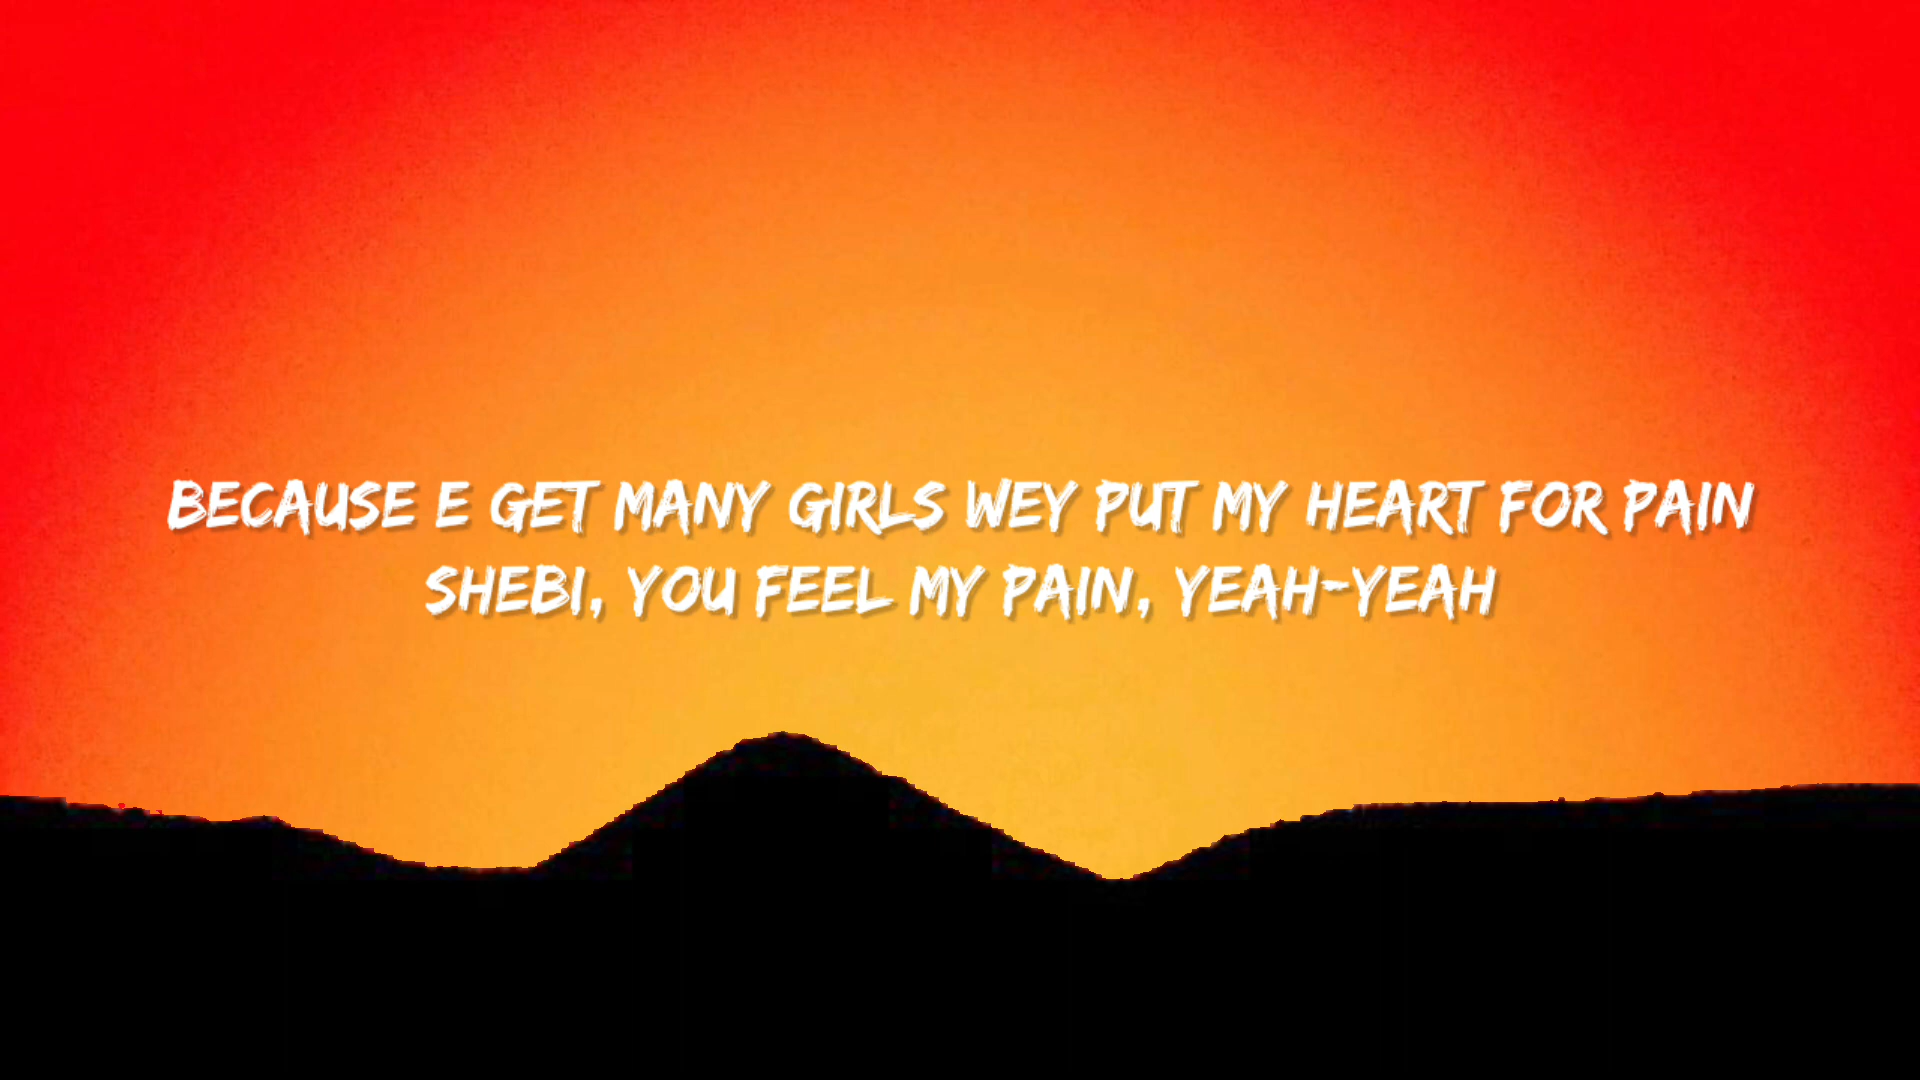 BECAUSE E GET MANY GIRLS WEY PUT MY HEART FOR PAIN
SHEBI, YOU FEEL MY PAIN, YEAH-YEAH